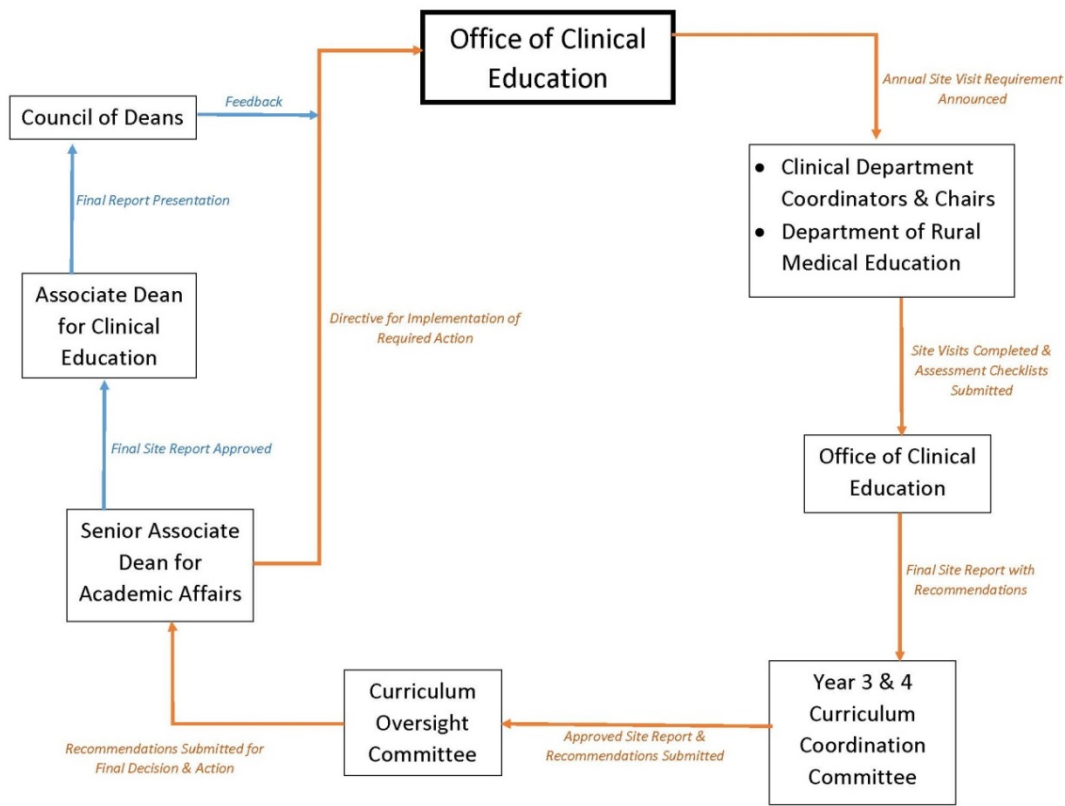 Office of Clinical
Education
Annual Site Visit Requirement
Announced
• Clinical Department
Coordinators & Chairs
• Department of Rural
Medical Education
Site Visits Completed &
Assessment Checklists
Submitted
Office of Clinical
Education
Final Site Report with
Recommendations
Year 3 & 4
Curriculum
Coordination
Committee
Approved Site Report &
Recommendations Submitted
Curriculum
Oversight
Committee
Recommendations Submitted for
Final Decision & Action
Senior Associate
Dean for
Academic Affairs
Directive for Implementation of
Required Action
Final Site Report Approved
Associate Dean
for Clinical
Education
Final Report Presentation
Council of Deans
Feedback